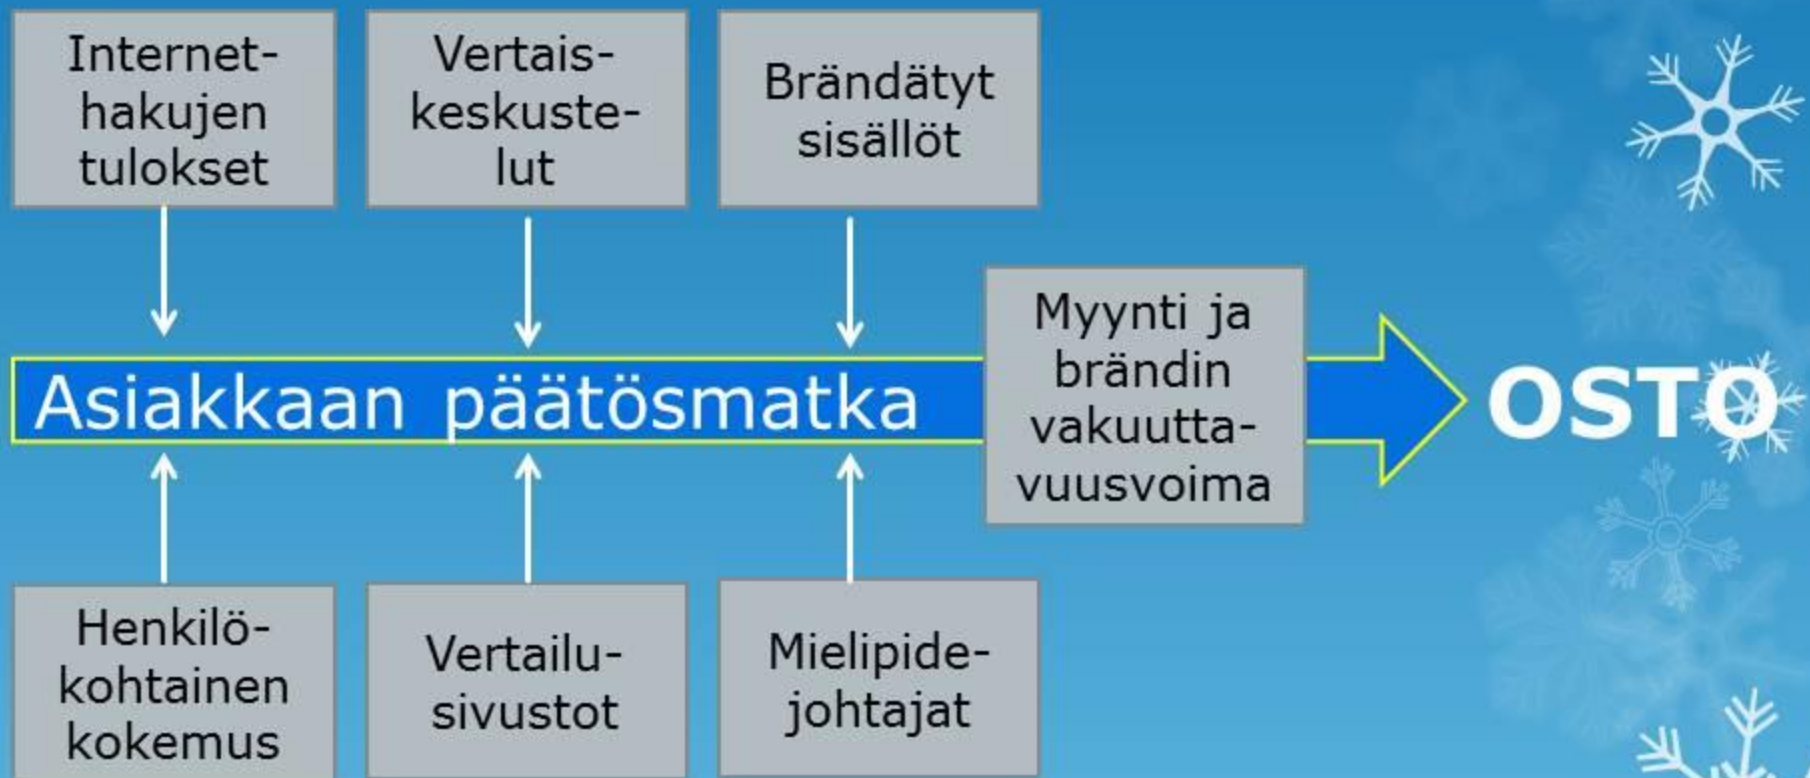 Internet-
hakujen
tulokset
Vertais-
keskuste-
lut
Brändätyt
sisällöt
Asiakkaan päätösmatka
Myynti ja
brändin
vakuutta-
vuusvoima
OSTO
Henkilö-
kohtainen
kokemus
Vertailu-
sivustot
Mielipide-
johtajat